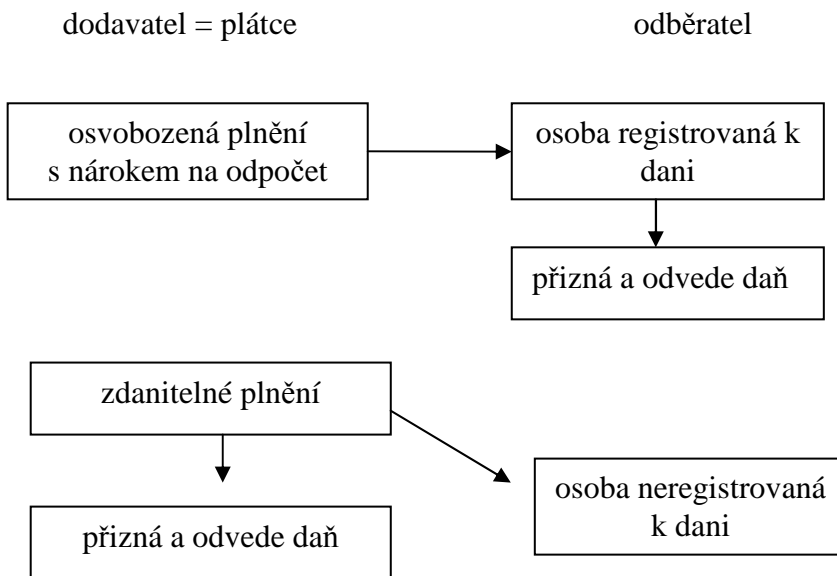 dodavatel = plátce
odběratel
osvobozená plnění
s nárokem na odpočet
osoba registrovaná k
dani
přizná a odvede daň
zdanitelné plnění
osoba neregistrovaná
k dani
přizná a odvede daň